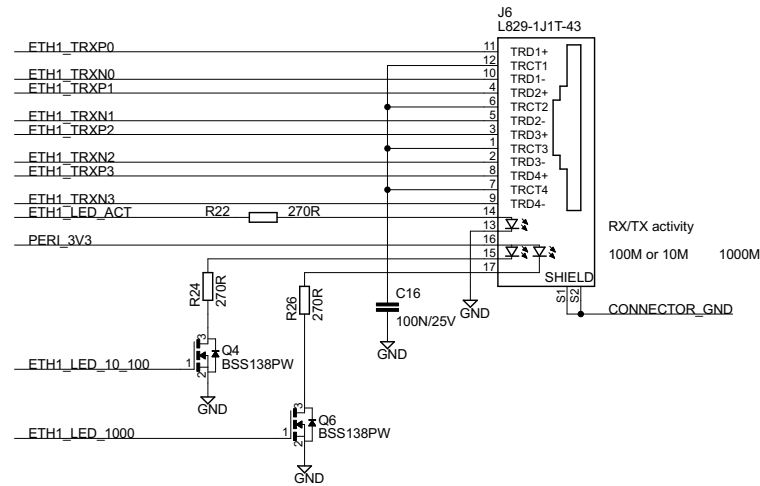 J6
L829-1J1T-43
ETH1_TRXP0 11 TRD1+
12 TRCT1
ETH1_TRXN0 10 TRD1-
ETH1_TRXP1 4 TRD2+
6 TRCT2
ETH1_TRXN1 5 TRD2-
ETH1_TRXP2 3 TRD3+
1 TRCT3
ETH1_TRXN2 2 TRD3-
ETH1_TRXP3 8 TRD4+
7 TRCT4
ETH1_TRXN3 9 TRD4-
ETH1_LED_ACT R22 270R 14
13 RX/TX activity
PERI_3V3 16
15 100M or 10M 1000M
17
SHIELD
S1 S2
CONNECTOR_GND
R24 270R
R26 270R
C16
100N/25V
GND
GND
3
Q4
BSS138PW
ETH1_LED_10_100 1
2
GND
3
Q6
BSS138PW
ETH1_LED_1000 1
2
GND